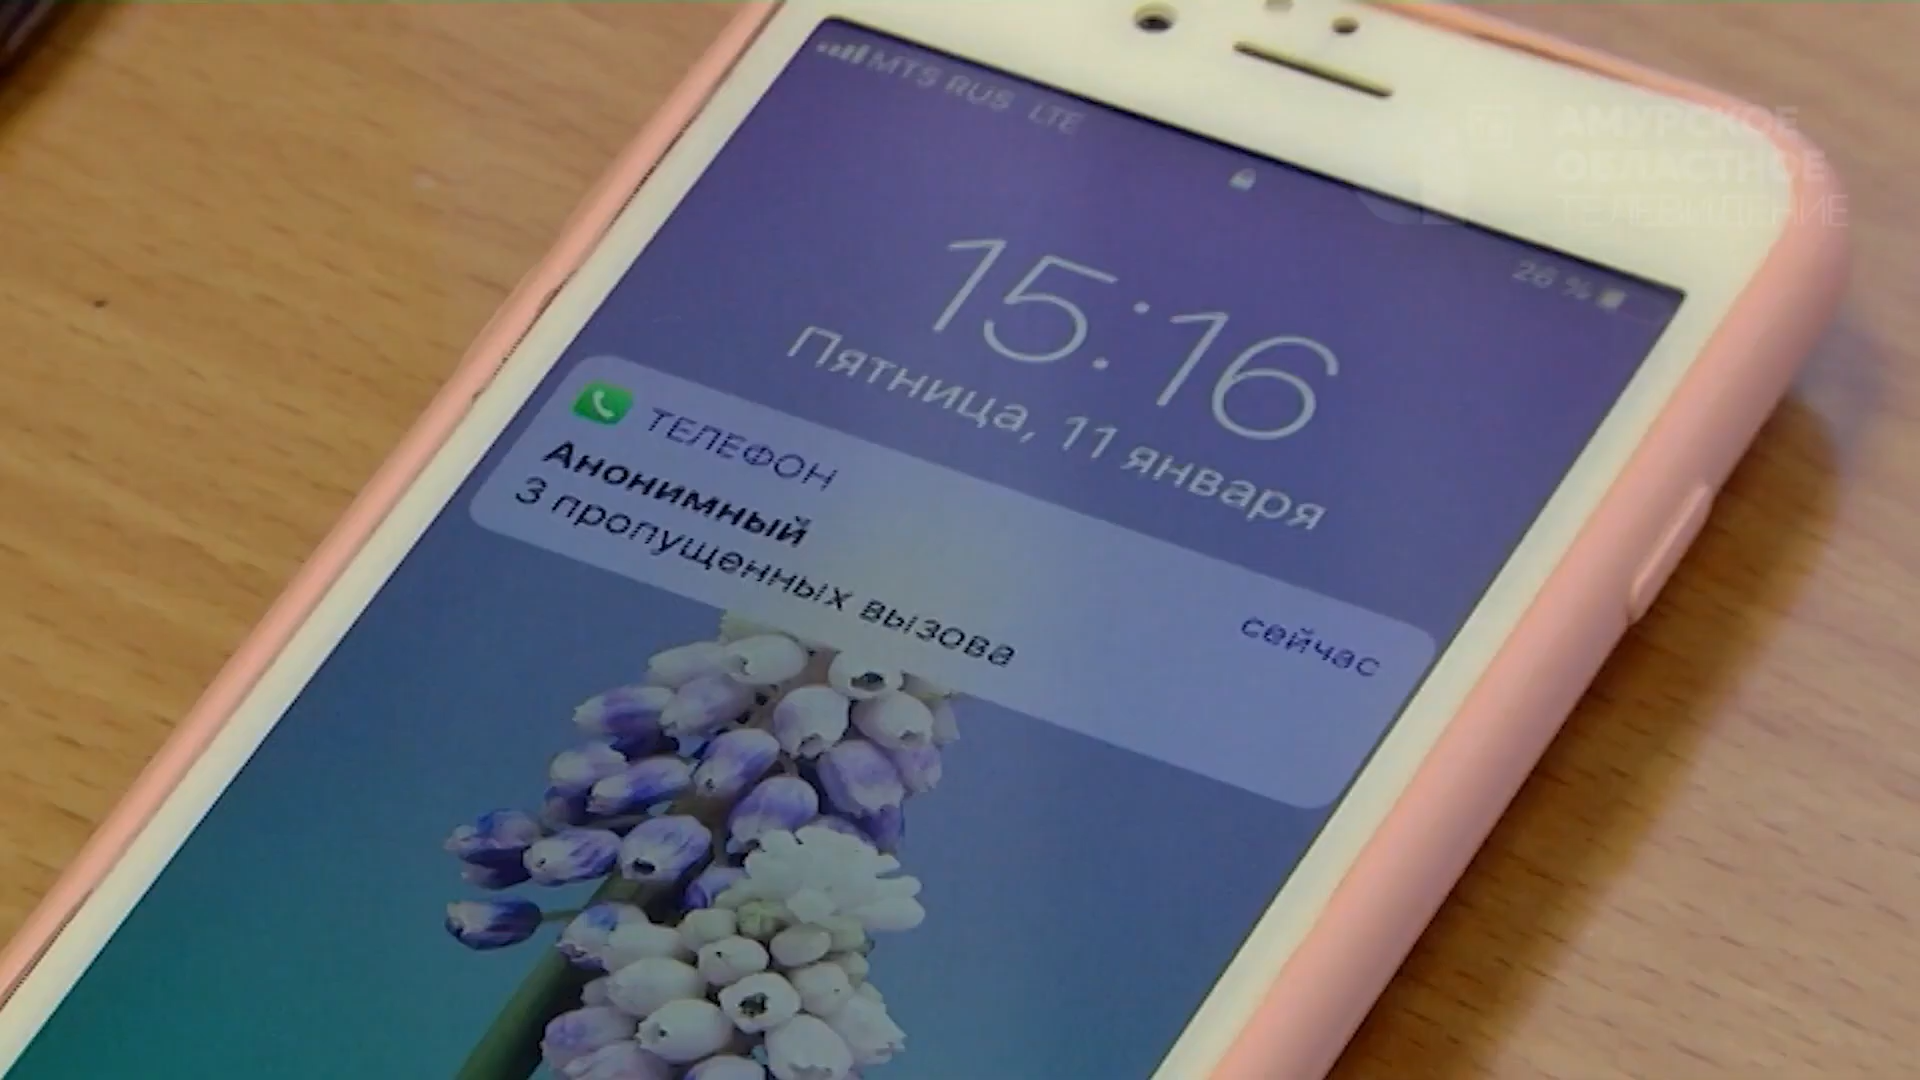 MTS RUS LTE
АМУРСКОЕ
ОБЛАСТНОЕ
ТЕЛЕВИДЕНИЕ
26 %
15:16
Пятница, 11 января
ТЕЛЕФОН
сейчас
Анонимный
3 пропущенных вызова